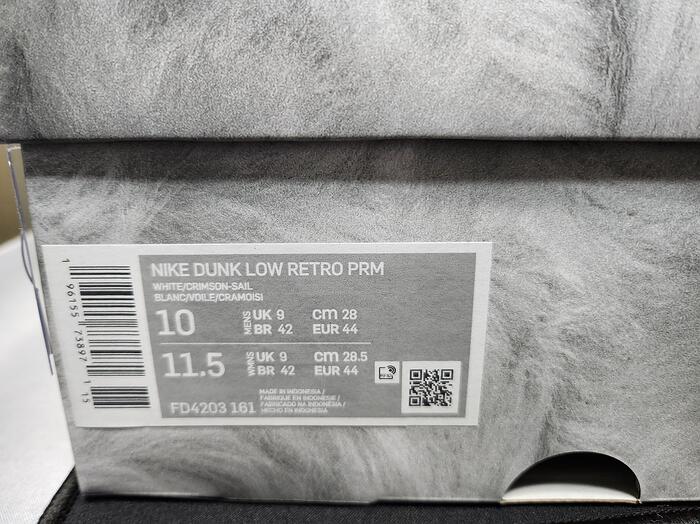 NIKE DUNK LOW RETRO PRM
WHITE/CRIMSON-SAIL
BLANC/VOILE/CRAMOISI
10 MENS UK 9 CM 28
BR 42 EUR 44
11.5 WMNS UK 9 CM 28.5
BR 42 EUR 44
FD4203 161
MADE IN INDONESIA /
FABRIQUE EN INDONESIE /
FABRICADO NA INDONÉSIA /
HECHO EN INDONESIA
1 96155 73897 1 15